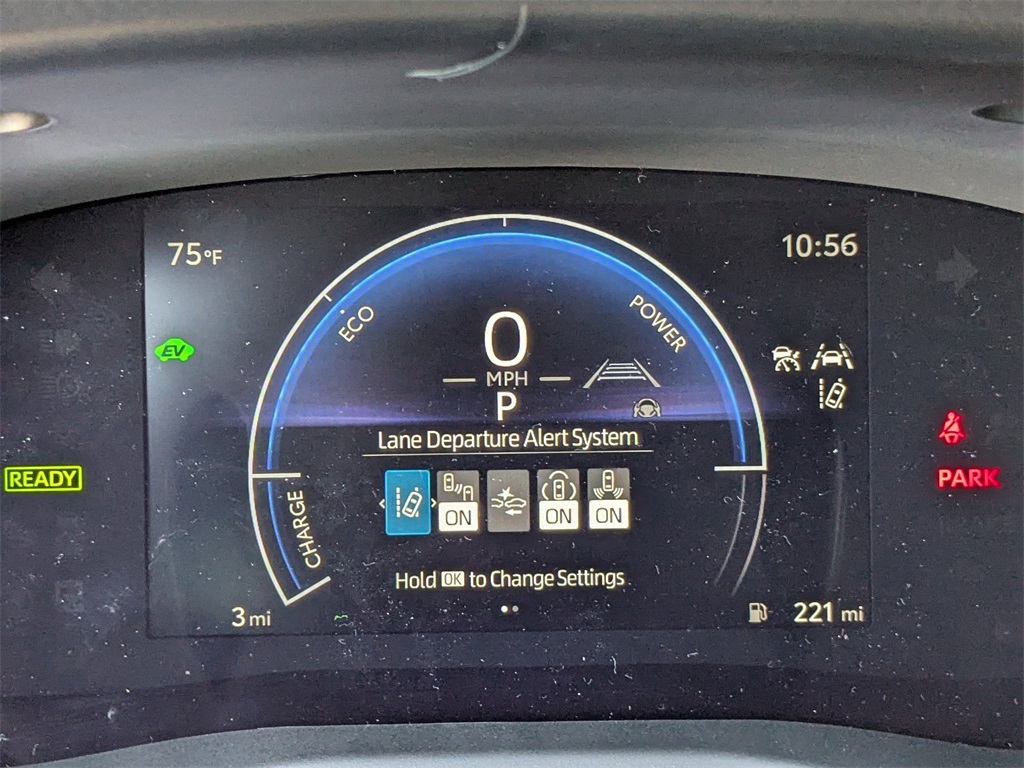 75°F
10:56
ECO
POWER
EV
0
MPH
P
Lane Departure Alert System
READY
PARK
CHARGE
ON
ON
ON
Hold OK to Change Settings
3 mi
221 mi